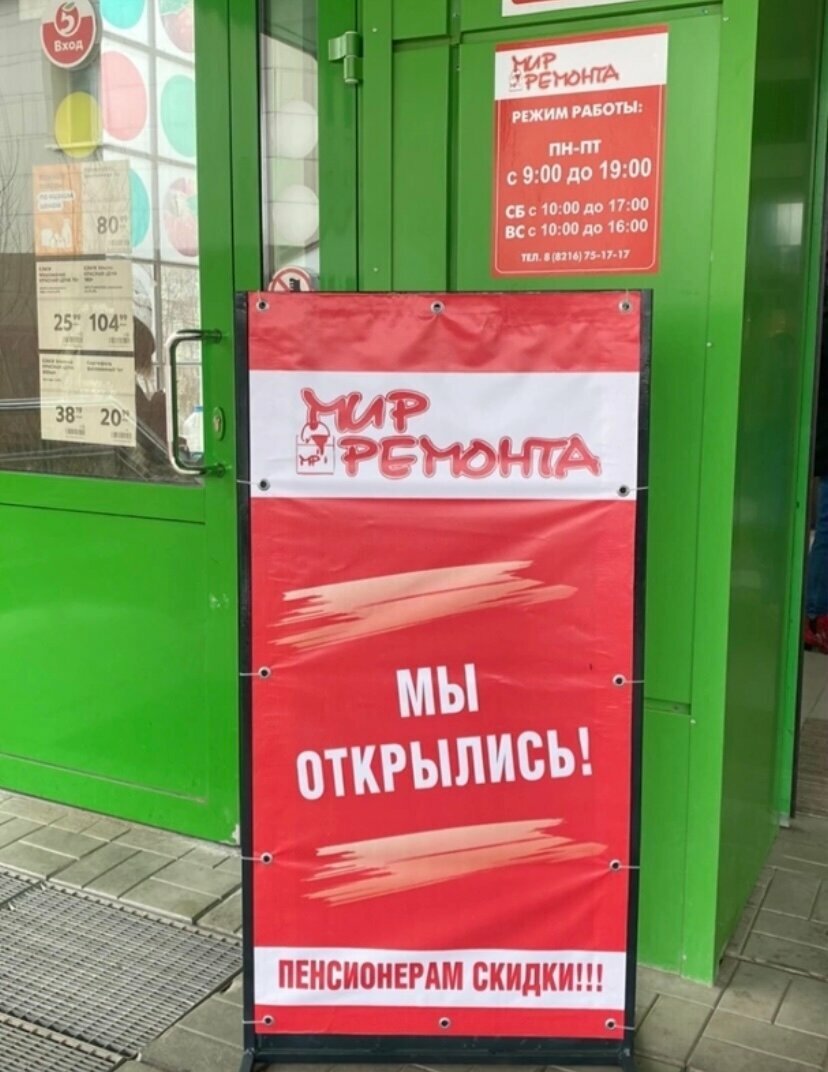 5
Вход
МИР
РЕМОНТА
РЕЖИМ РАБОТЫ:
ПН-ПТ
с 9:00 до 19:00
СБ с 10:00 до 17:00
ВС с 10:00 до 16:00
ТЕЛ. 8 (8216) 75-17-17
80
25 104
38 20
МИР
РЕМОНТА
МР
МЫ
ОТКРЫЛИСЬ!
ПЕНСИОНЕРАМ СКИДКИ!!!